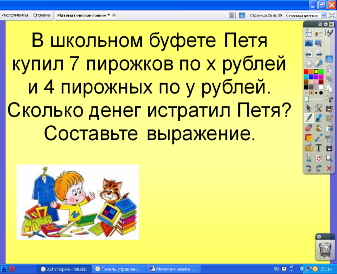 В школьном буфете Петя
купил 7 пирожков по х рублей
и 4 пирожных по у рублей.
Сколько денег истратил Петя?
Составьте выражение.